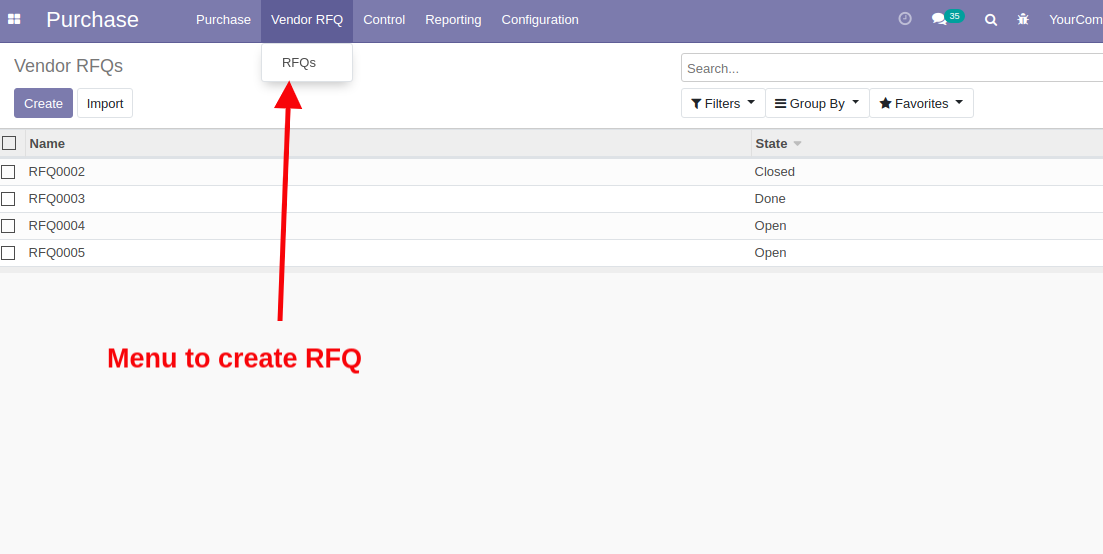 Purchase Purchase Vendor RFQ Control Reporting Configuration 35 YourCom
RFQs
Vendor RFQs
Search...
Create Import Filters Group By Favorites
Name State
RFQ0002 Closed
RFQ0003 Done
RFQ0004 Open
RFQ0005 Open
Menu to create RFQ